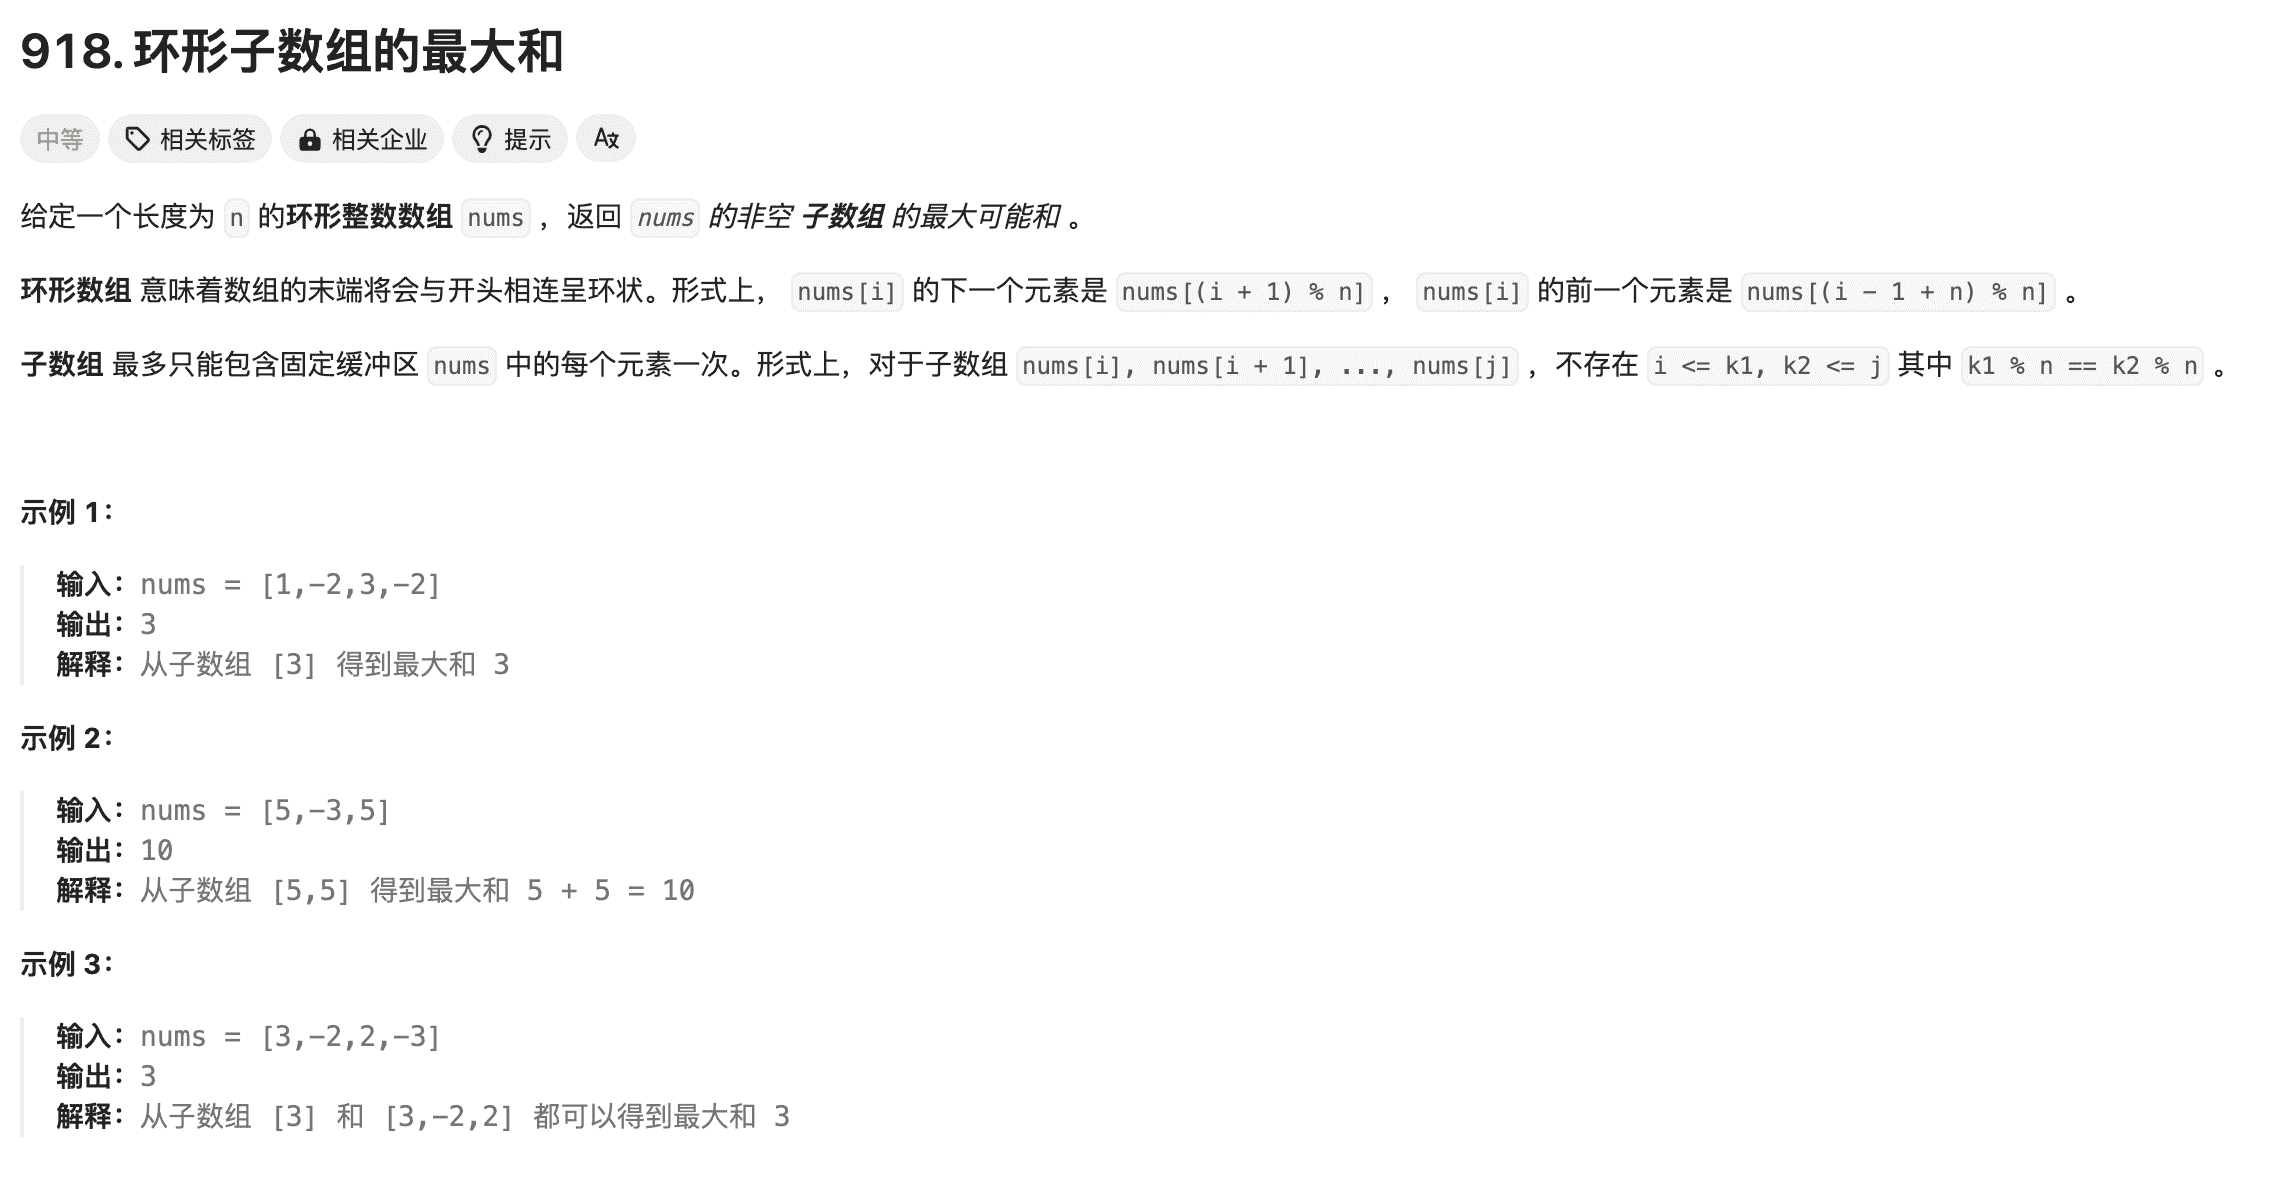 918. 环形子数组的最大和
中等 相关标签 相关企业 提示 A文
给定一个长度为 n 的环形整数数组 nums ，返回 nums 的非空 子数组 的最大可能和 。
环形数组 意味着数组的末端将会与开头相连呈环状。形式上， nums[i] 的下一个元素是 nums[(i + 1) % n] ， nums[i] 的前一个元素是 nums[(i - 1 + n) % n] 。
子数组 最多只能包含固定缓冲区 nums 中的每个元素一次。形式上，对于子数组 nums[i], nums[i + 1], ..., nums[j] ，不存在 i <= k1, k2 <= j 其中 k1 % n == k2 % n 。
示例 1：
输入：nums = [1,-2,3,-2]
输出：3
解释：从子数组 [3] 得到最大和 3
示例 2：
输入：nums = [5,-3,5]
输出：10
解释：从子数组 [5,5] 得到最大和 5 + 5 = 10
示例 3：
输入：nums = [3,-2,2,-3]
输出：3
解释：从子数组 [3] 和 [3,-2,2] 都可以得到最大和 3